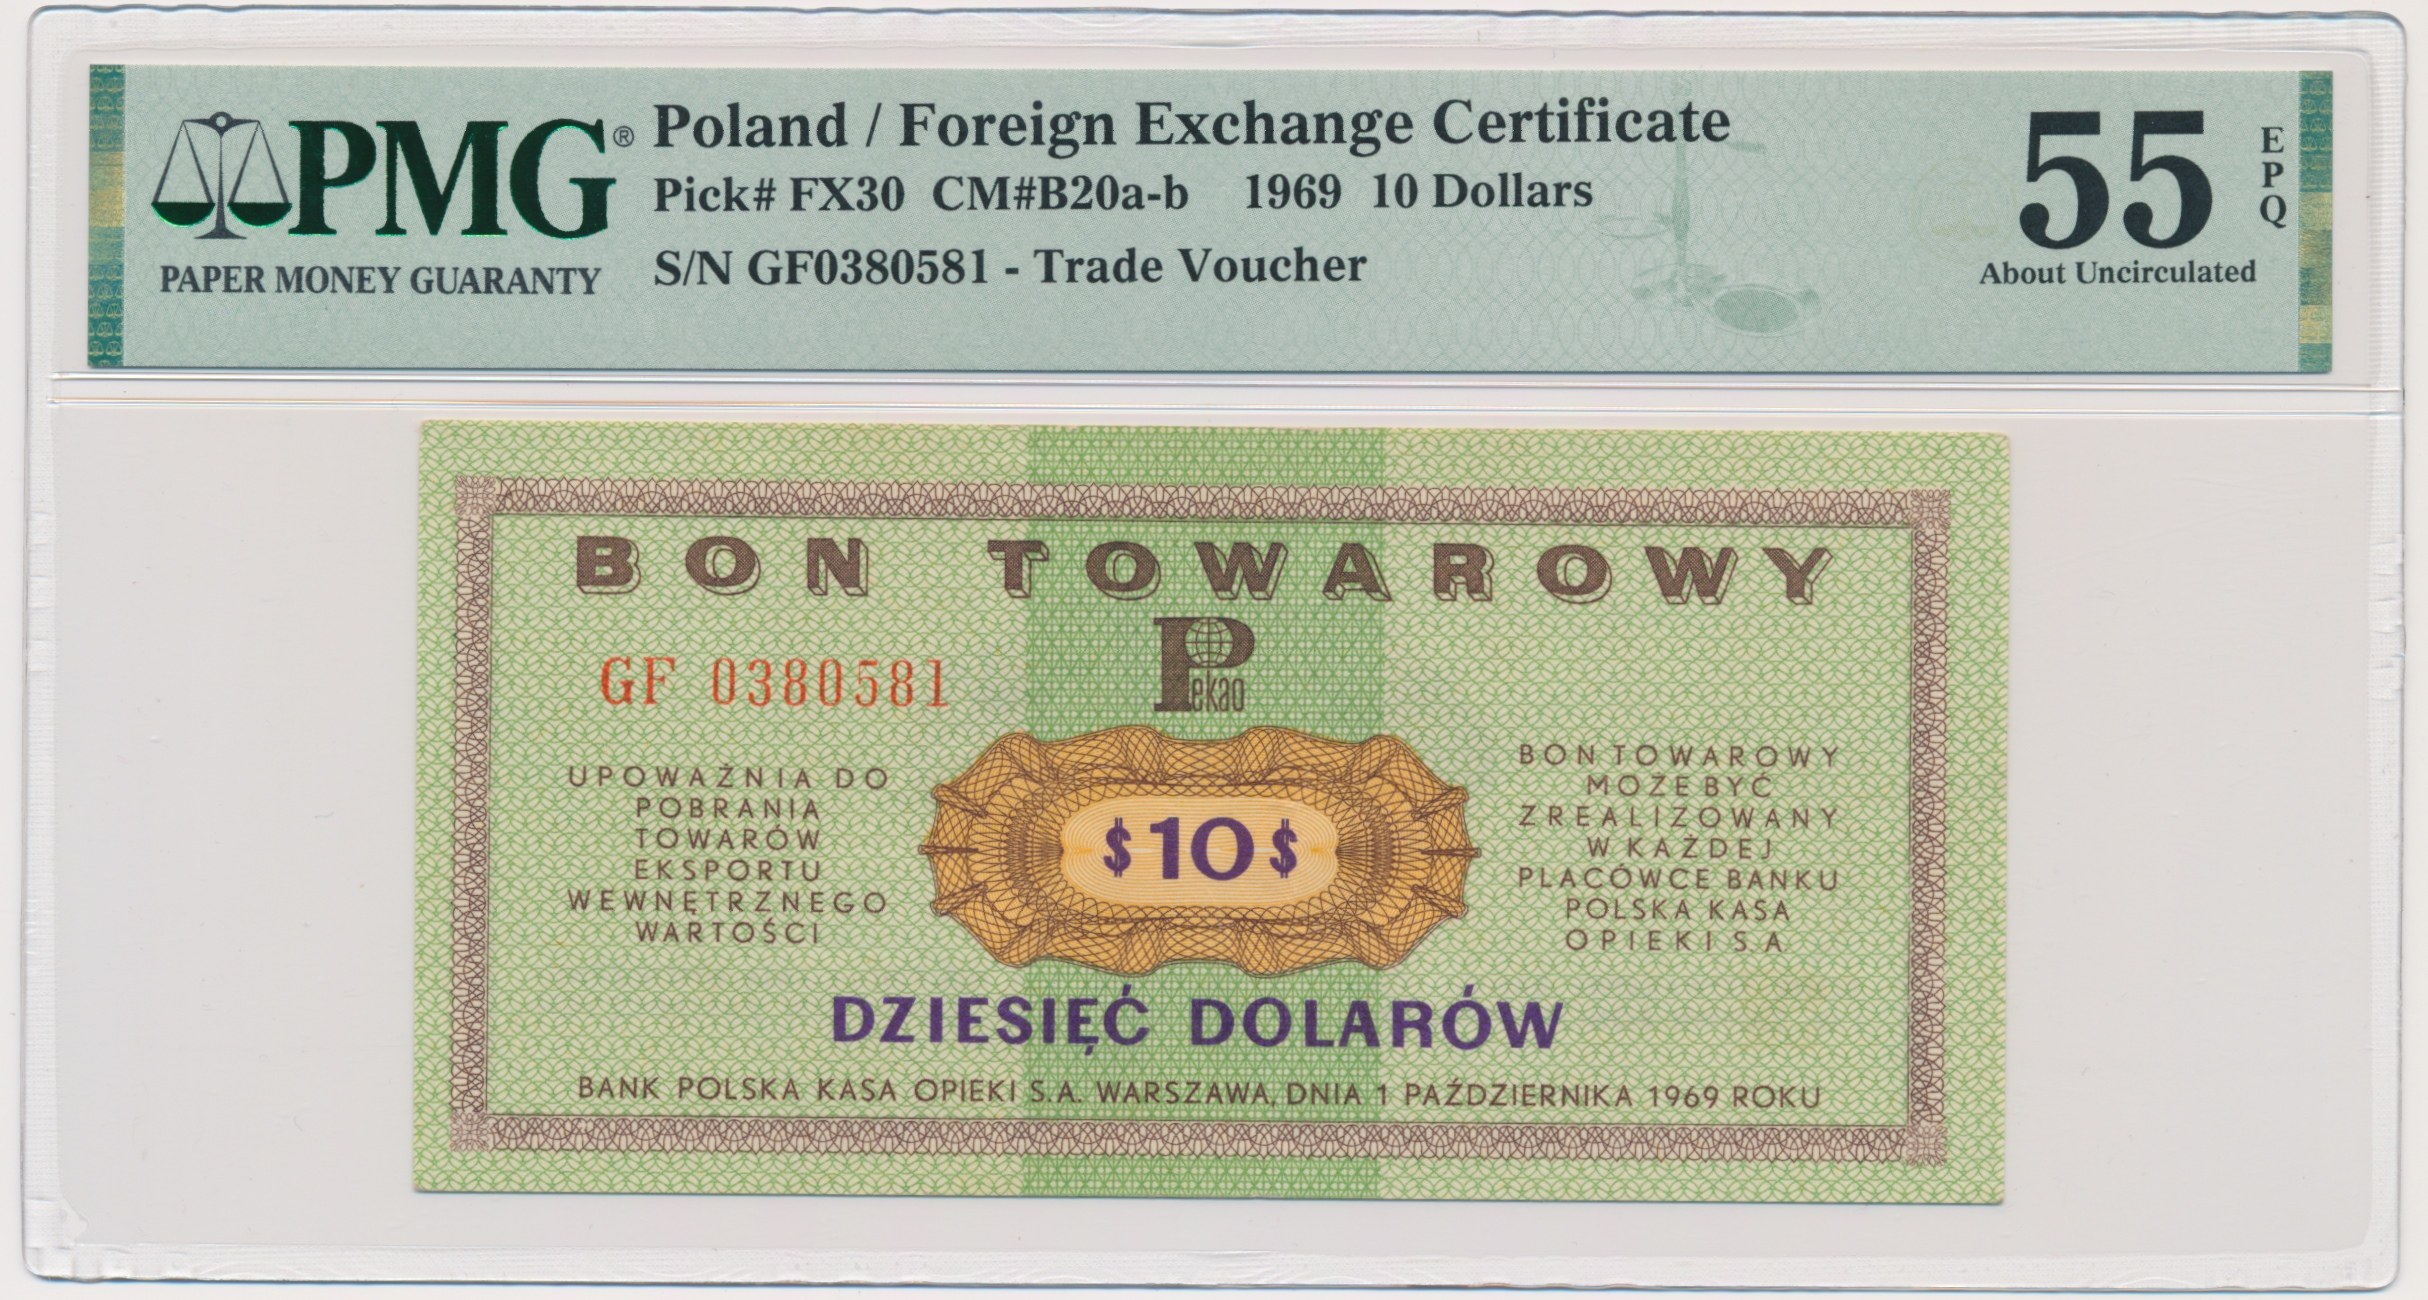 PMG®
PAPER MONEY GUARANTY
Poland / Foreign Exchange Certificate
Pick# FX30 CM#B20a-b 1969 10 Dollars
S/N GF0380581 - Trade Voucher
55
EPQ
About Uncirculated
BON TOWAROWY
GF 0380581
Pekao
UPOWAŻNIA DO
POBRANIA
TOWARÓW
EKSPORTU
WEWNĘTRZNEGO
WARTOŚCI
$10$
BON TOWAROWY
MOŻE BYĆ
ZREALIZOWANY
W KAŻDEJ
PLACÓWCE BANKU
POLSKA KASA
OPIEKI S A
DZIESIĘĆ DOLARÓW
BANK POLSKA KASA OPIEKI S.A. WARSZAWA, DNIA 1 PAŹDZIERNIKA 1969 ROKU